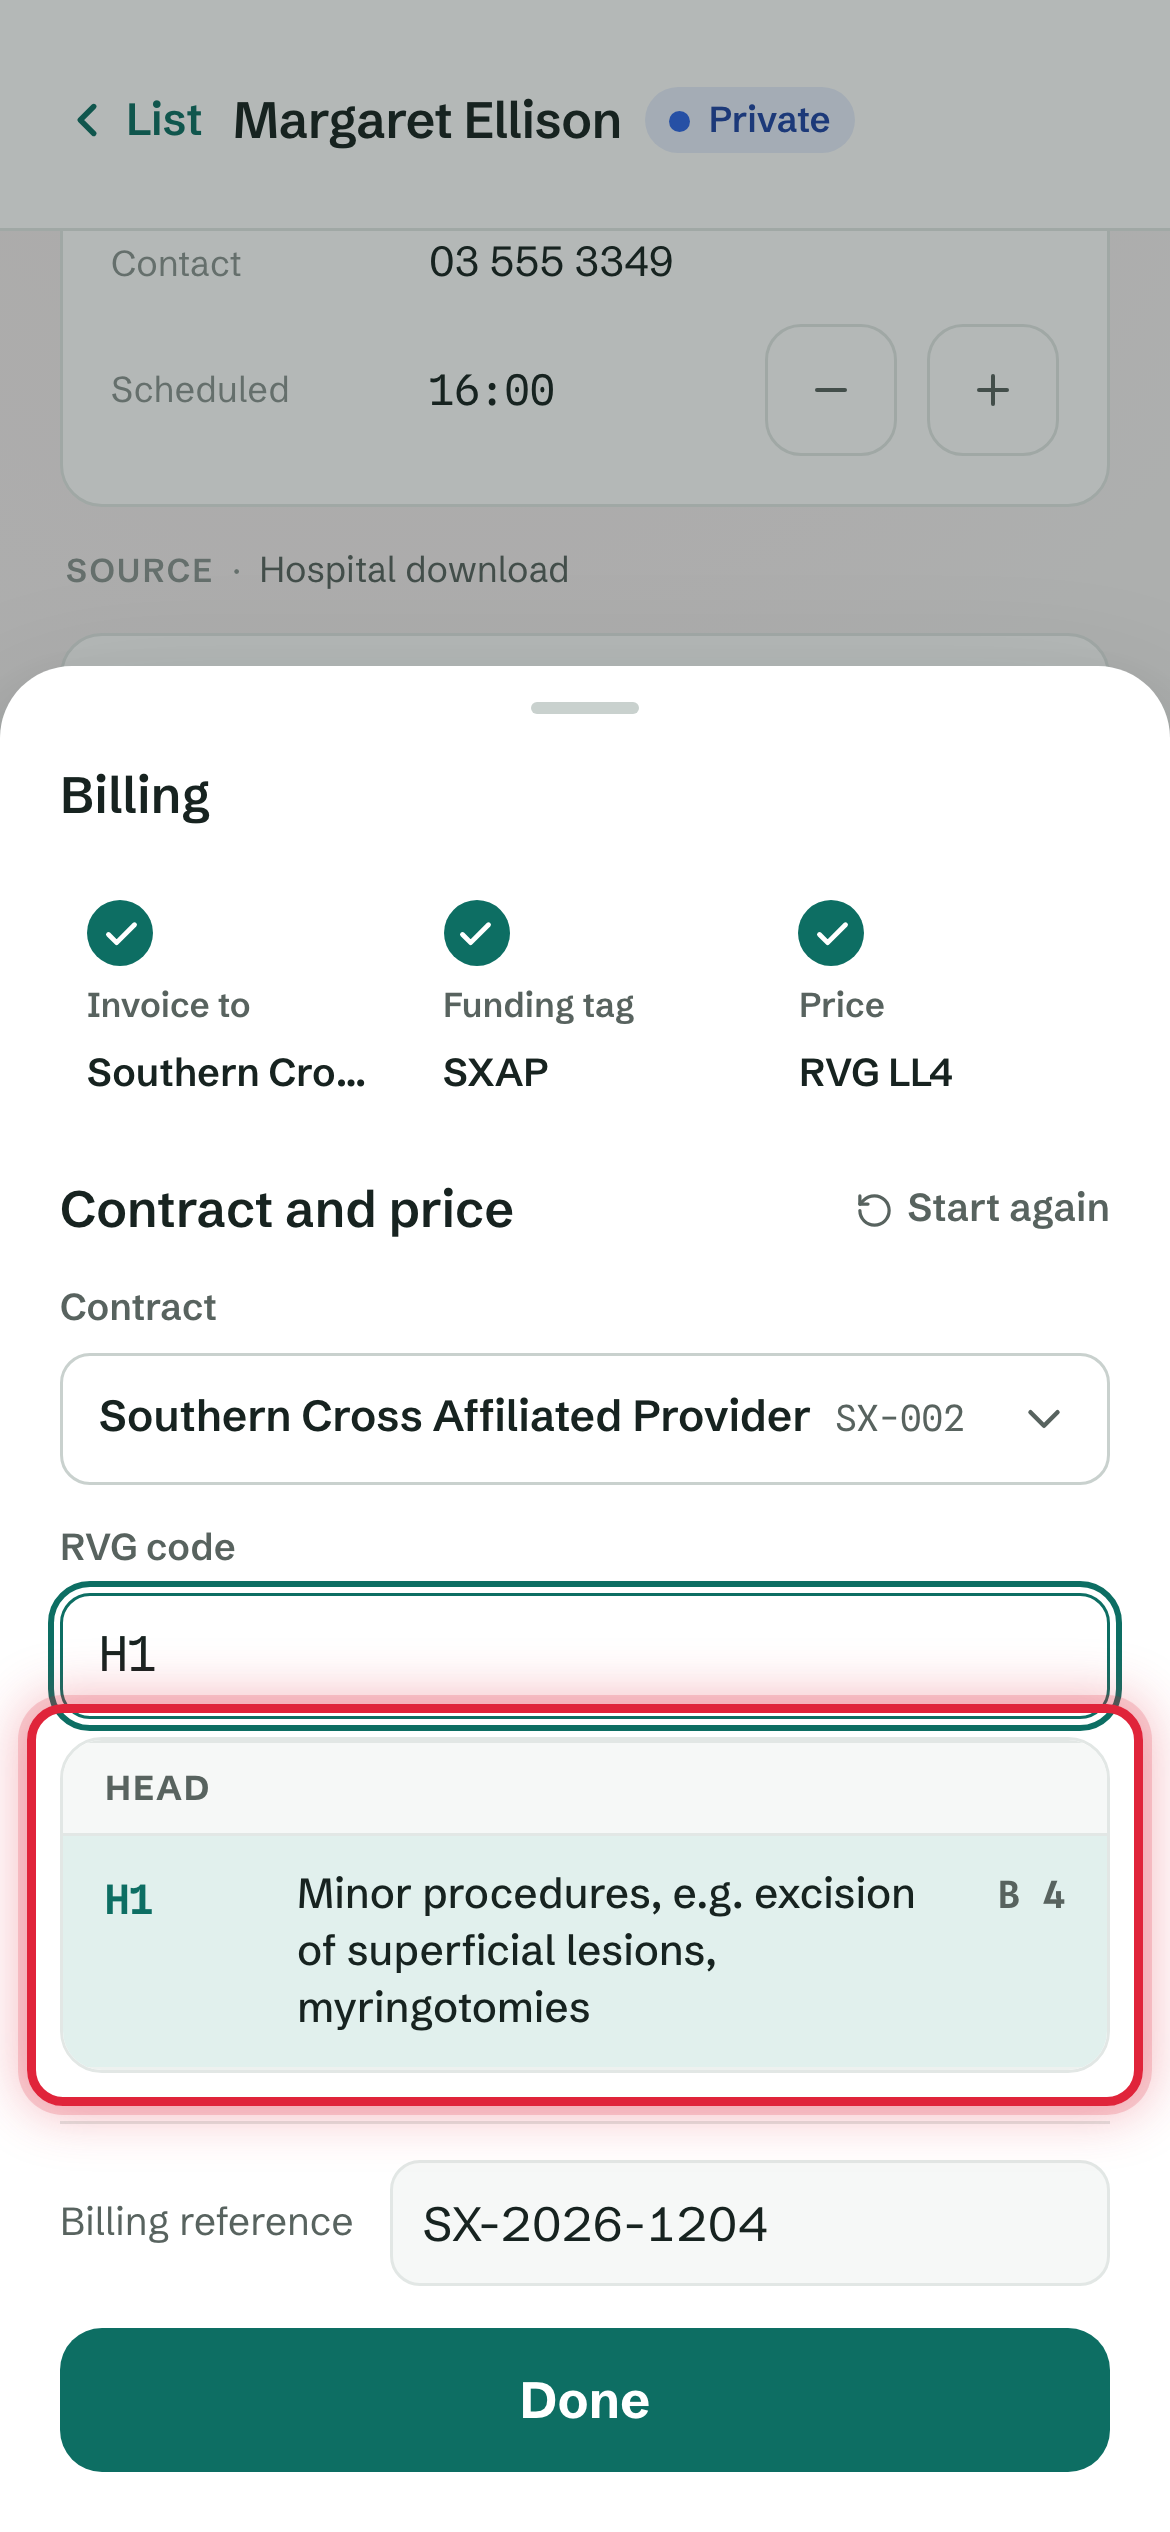 List Margaret Ellison Private
Contact 03 555 3349
Scheduled 16:00 − +
SOURCE · Hospital download
Billing
Invoice to Funding tag Price
Southern Cro... SXAP RVG LL4
Contract and price Start again
Contract
Southern Cross Affiliated Provider SX-002
RVG code
H1
HEAD
H1 Minor procedures, e.g. excision B 4
of superficial lesions,
myringotomies
Billing reference SX-2026-1204
Done